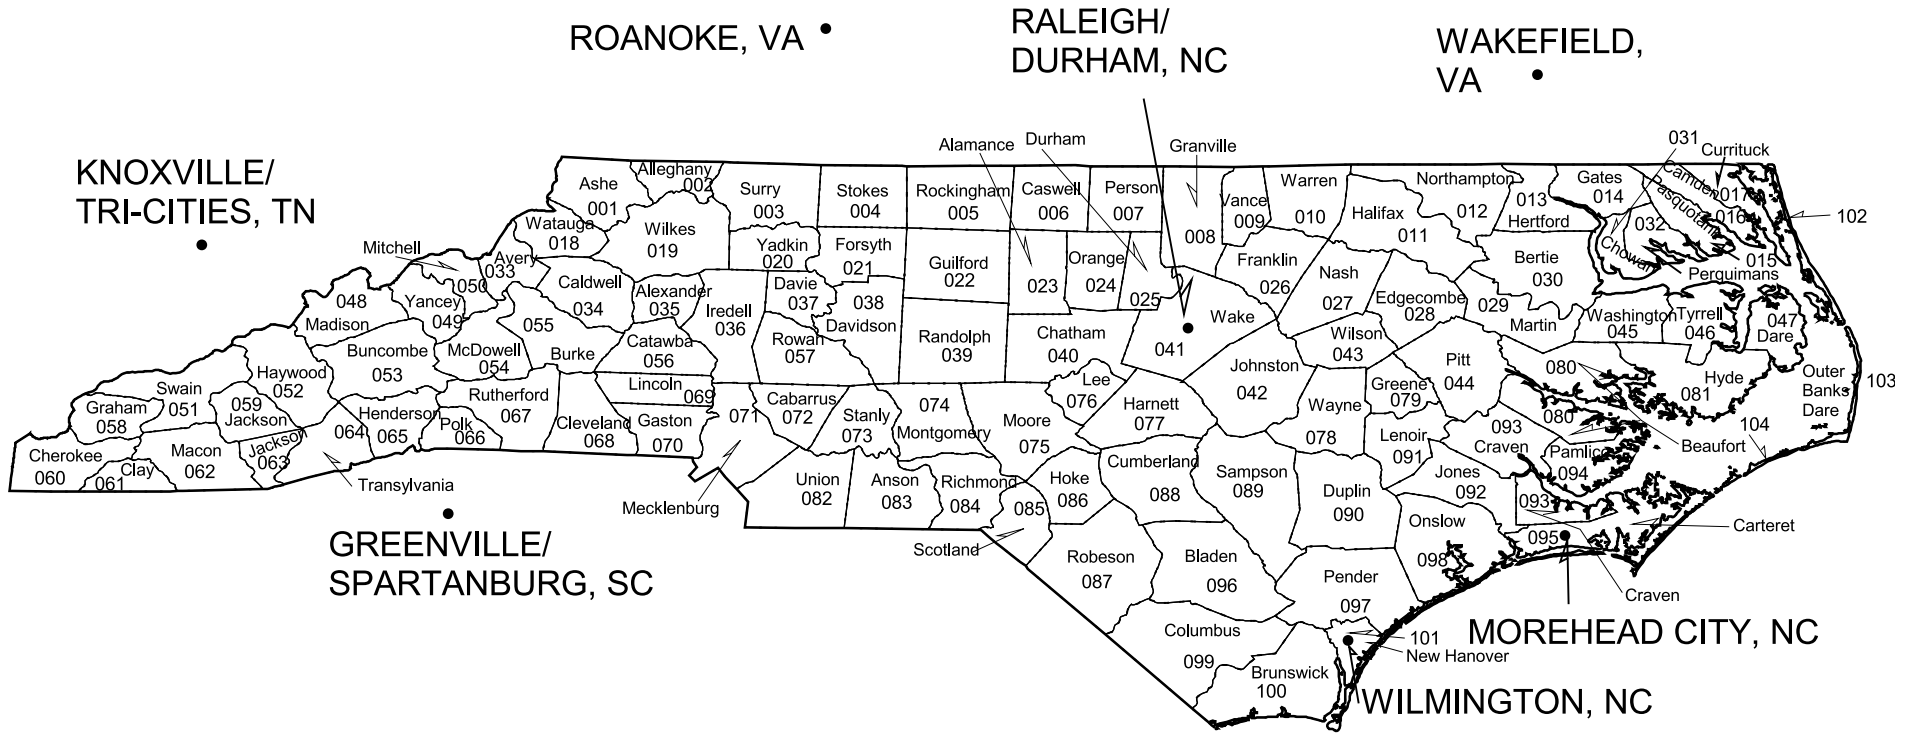 ROANOKE, VA
RALEIGH/
DURHAM, NC
WAKEFIELD,
VA
KNOXVILLE/
TRI-CITIES, TN
GREENVILLE/
SPARTANBURG, SC
MOREHEAD CITY, NC
WILMINGTON, NC
Ashe
001
Alleghany
002
Surry
003
Stokes
004
Rockingham
005
Caswell
006
Person
007
Granville
008
Vance
009
Warren
010
Halifax
011
Northampton
012
013
Hertford
Gates
014
031
Currituck
Camden
017
Pasquotank
016
032
Chowan
015
Perquimans
102
Watauga
018
Wilkes
019
Yadkin
020
Forsyth
021
Guilford
022
Alamance
023
Orange
024
Durham
025
Franklin
026
Nash
027
Edgecombe
028
029
Martin
Bertie
030
Mitchell
050
Avery
033
Caldwell
034
Alexander
035
Iredell
036
Davie
037
038
Davidson
Randolph
039
Chatham
040
Wake
041
Johnston
042
Wilson
043
Pitt
044
Washington
045
Tyrrell
046
047
Dare
048
Madison
Yancey
049
Swain
051
Haywood
052
Buncombe
053
McDowell
054
055
Burke
Catawba
056
Rowan
057
Graham
058
059
Jackson
Cherokee
060
Clay
061
Macon
062
Jackson
063
064
Transylvania
Henderson
065
Polk
066
Rutherford
067
Cleveland
068
Lincoln
069
Gaston
070
071
Mecklenburg
Cabarrus
072
Stanly
073
074
Montgomery
Moore
075
Lee
076
Harnett
077
Wayne
078
Greene
079
080
080
Beaufort
Hyde
081
Outer
Banks
Dare
103
104
Union
082
Anson
083
Richmond
084
085
Scotland
Hoke
086
Robeson
087
Cumberland
088
Sampson
089
Duplin
090
Lenoir
091
Jones
092
093
Craven
Pamlico
094
093
095
Carteret
Craven
Bladen
096
Pender
097
Onslow
098
Columbus
099
Brunswick
100
101
New Hanover